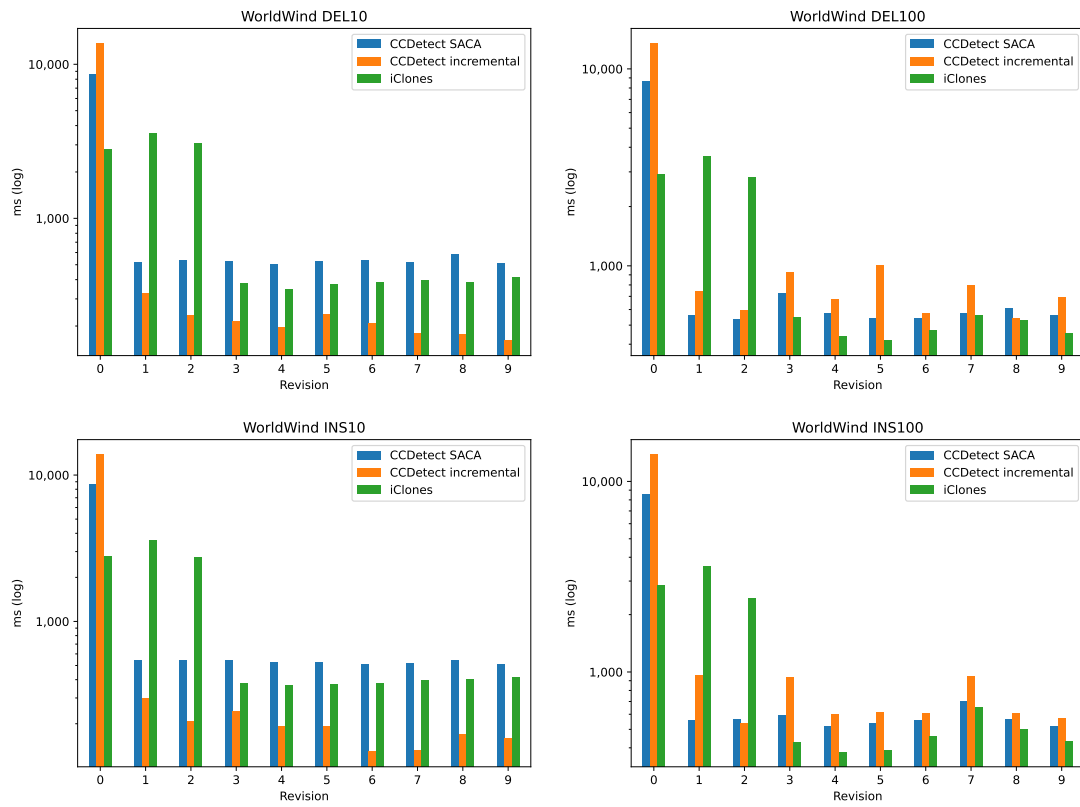 WorldWind DEL10
10,000
1,000
ms (log)
CCDetect SACA
CCDetect incremental
iClones
0 1 2 3 4 5 6 7 8 9
Revision
WorldWind DEL100
10,000
1,000
ms (log)
CCDetect SACA
CCDetect incremental
iClones
0 1 2 3 4 5 6 7 8 9
Revision
WorldWind INS10
10,000
1,000
ms (log)
CCDetect SACA
CCDetect incremental
iClones
0 1 2 3 4 5 6 7 8 9
Revision
WorldWind INS100
10,000
1,000
ms (log)
CCDetect SACA
CCDetect incremental
iClones
0 1 2 3 4 5 6 7 8 9
Revision